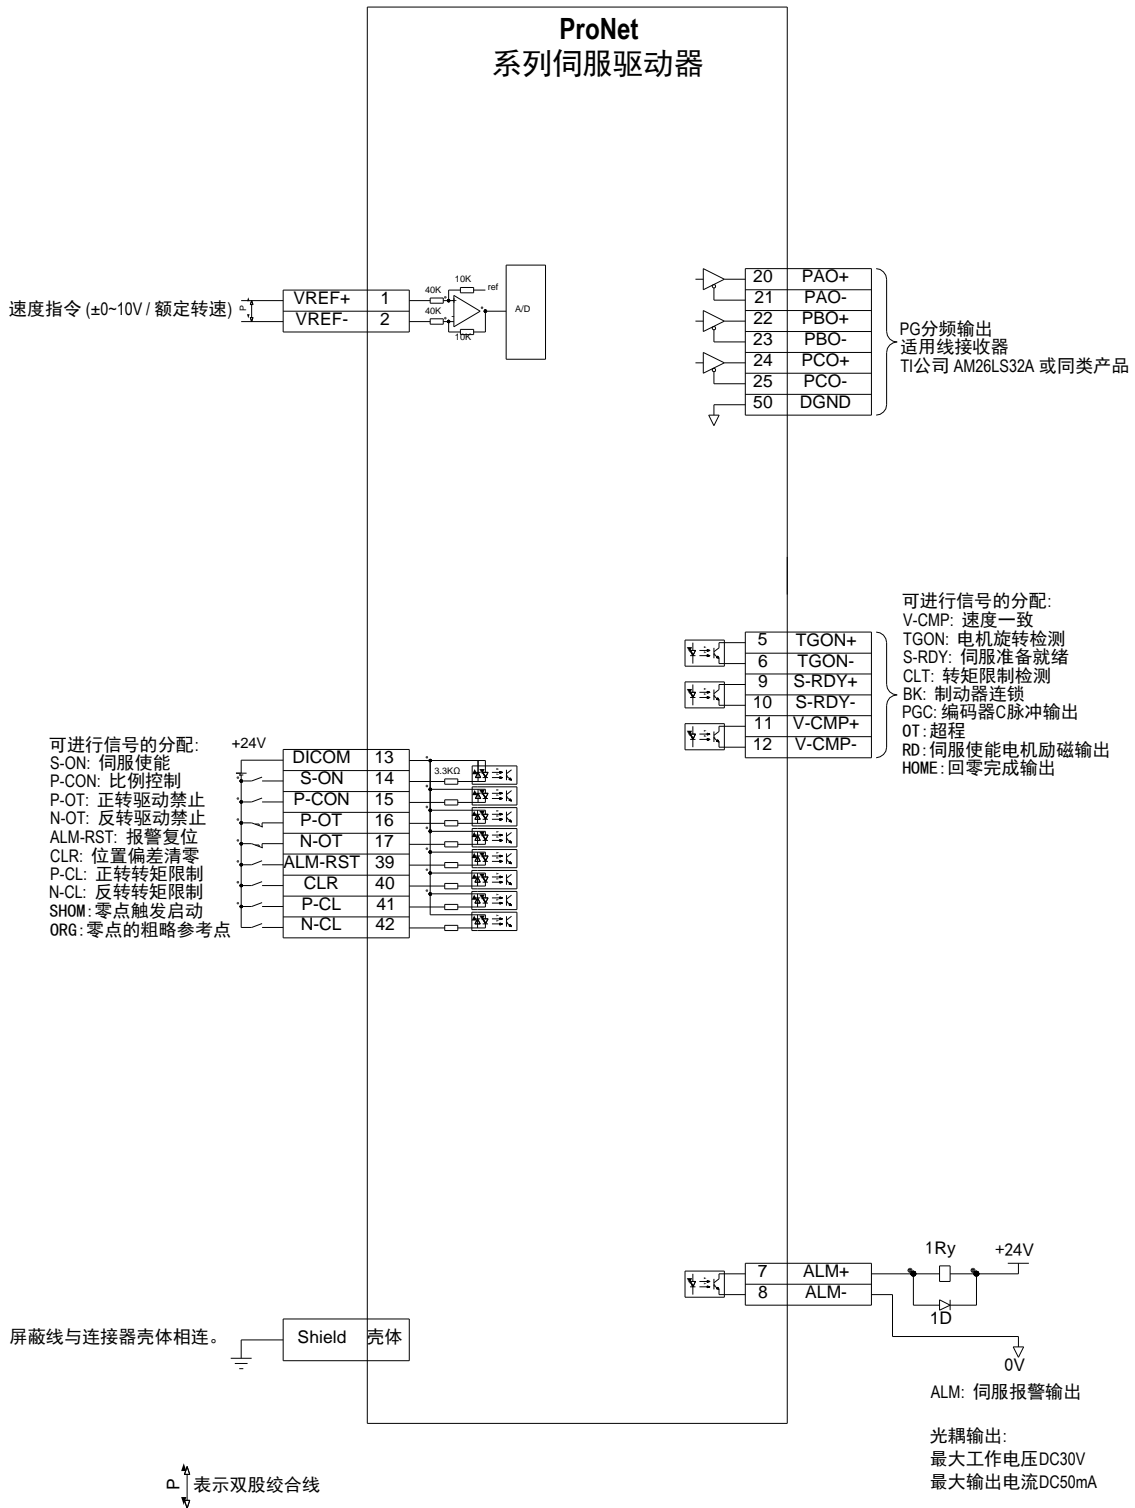 ProNet
系列伺服驱动器
速度指令 (±0~10V / 额定转速)
P
VREF+ 1
VREF- 2
40K
40K
10K
10K
ref
A/D
20 PAO+
21 PAO-
22 PBO+
23 PBO-
24 PCO+
25 PCO-
50 DGND
PG分频输出
适用线接收器
TI公司 AM26LS32A 或同类产品
5 TGON+
6 TGON-
9 S-RDY+
10 S-RDY-
11 V-CMP+
12 V-CMP-
可进行信号的分配:
V-CMP: 速度一致
TGON: 电机旋转检测
S-RDY: 伺服准备就绪
CLT: 转矩限制检测
BK: 制动器连锁
PGC: 编码器C脉冲输出
OT:超程
RD:伺服使能电机励磁输出
HOME:回零完成输出
可进行信号的分配:
S-ON: 伺服使能
P-CON: 比例控制
P-OT: 正转驱动禁止
N-OT: 反转驱动禁止
ALM-RST: 报警复位
CLR: 位置偏差清零
P-CL: 正转转矩限制
N-CL: 反转转矩限制
SHOM:零点触发启动
ORG:零点的粗略参考点
+24V
DICOM 13
S-ON 14
P-CON 15
P-OT 16
N-OT 17
ALM-RST 39
CLR 40
P-CL 41
N-CL 42
3.3KΩ
7 ALM+
8 ALM-
1Ry
+24V
1D
0V
ALM: 伺服报警输出
光耦输出:
最大工作电压DC30V
最大输出电流DC50mA
屏蔽线与连接器壳体相连。
Shield 壳体
P 表示双股绞合线